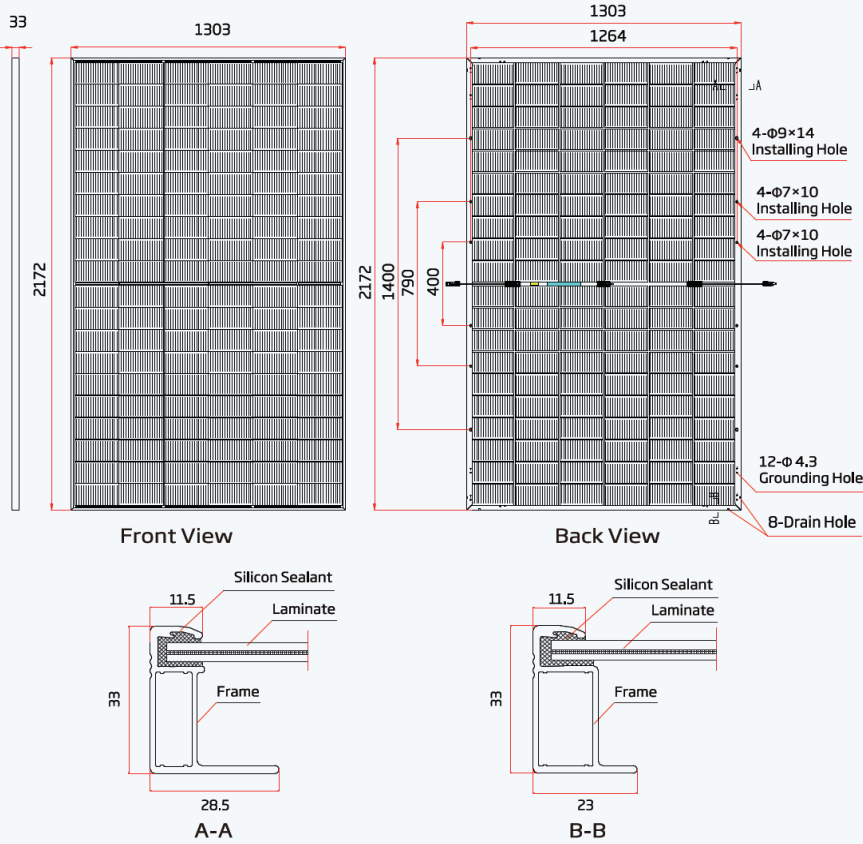 33
1303
2172
Front View
1303
1264
2172
1400
790
400
A
A
4-Φ9×14
Installing Hole
4-Φ7×10
Installing Hole
4-Φ7×10
Installing Hole
12-Φ 4.3
Grounding Hole
8-Drain Hole
B
B
Back View
Silicon Sealant
11.5
Laminate
33
Frame
28.5
A-A
Silicon Sealant
11.5
Laminate
33
Frame
23
B-B